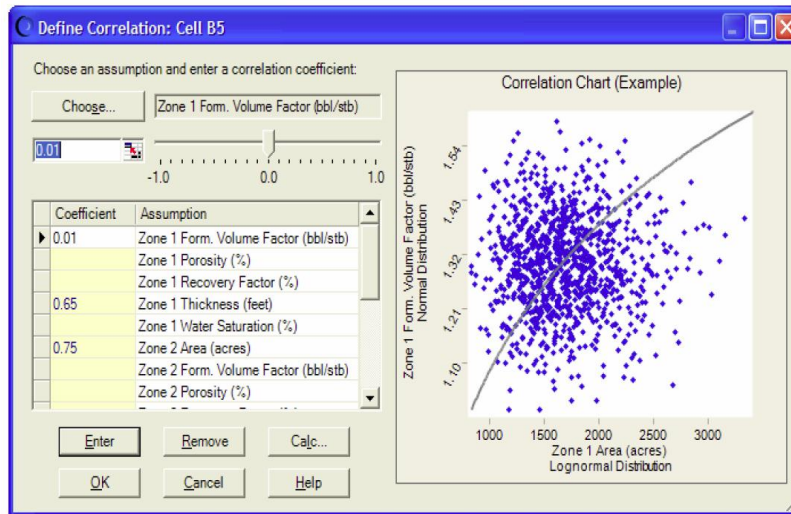 Define Correlation: Cell B5
Choose an assumption and enter a correlation coefficient:
Choose... Zone 1 Form. Volume Factor (bbl/stb)
0.01
-1.0 0.0 1.0
Coefficient Assumption
0.01 Zone 1 Form. Volume Factor (bbl/stb)
Zone 1 Porosity (%)
Zone 1 Recovery Factor (%)
0.65 Zone 1 Thickness (feet)
Zone 1 Water Saturation (%)
0.75 Zone 2 Area (acres)
Zone 2 Form. Volume Factor (bbl/stb)
Zone 2 Porosity (%)
Enter Remove Calc...
OK Cancel Help
Correlation Chart (Example)
Zone 1 Form. Volume Factor (bbl/stb)
Normal Distribution
1.54
1.43
1.32
1.21
1.10
1000 1500 2000 2500 3000
Zone 1 Area (acres)
Lognormal Distribution